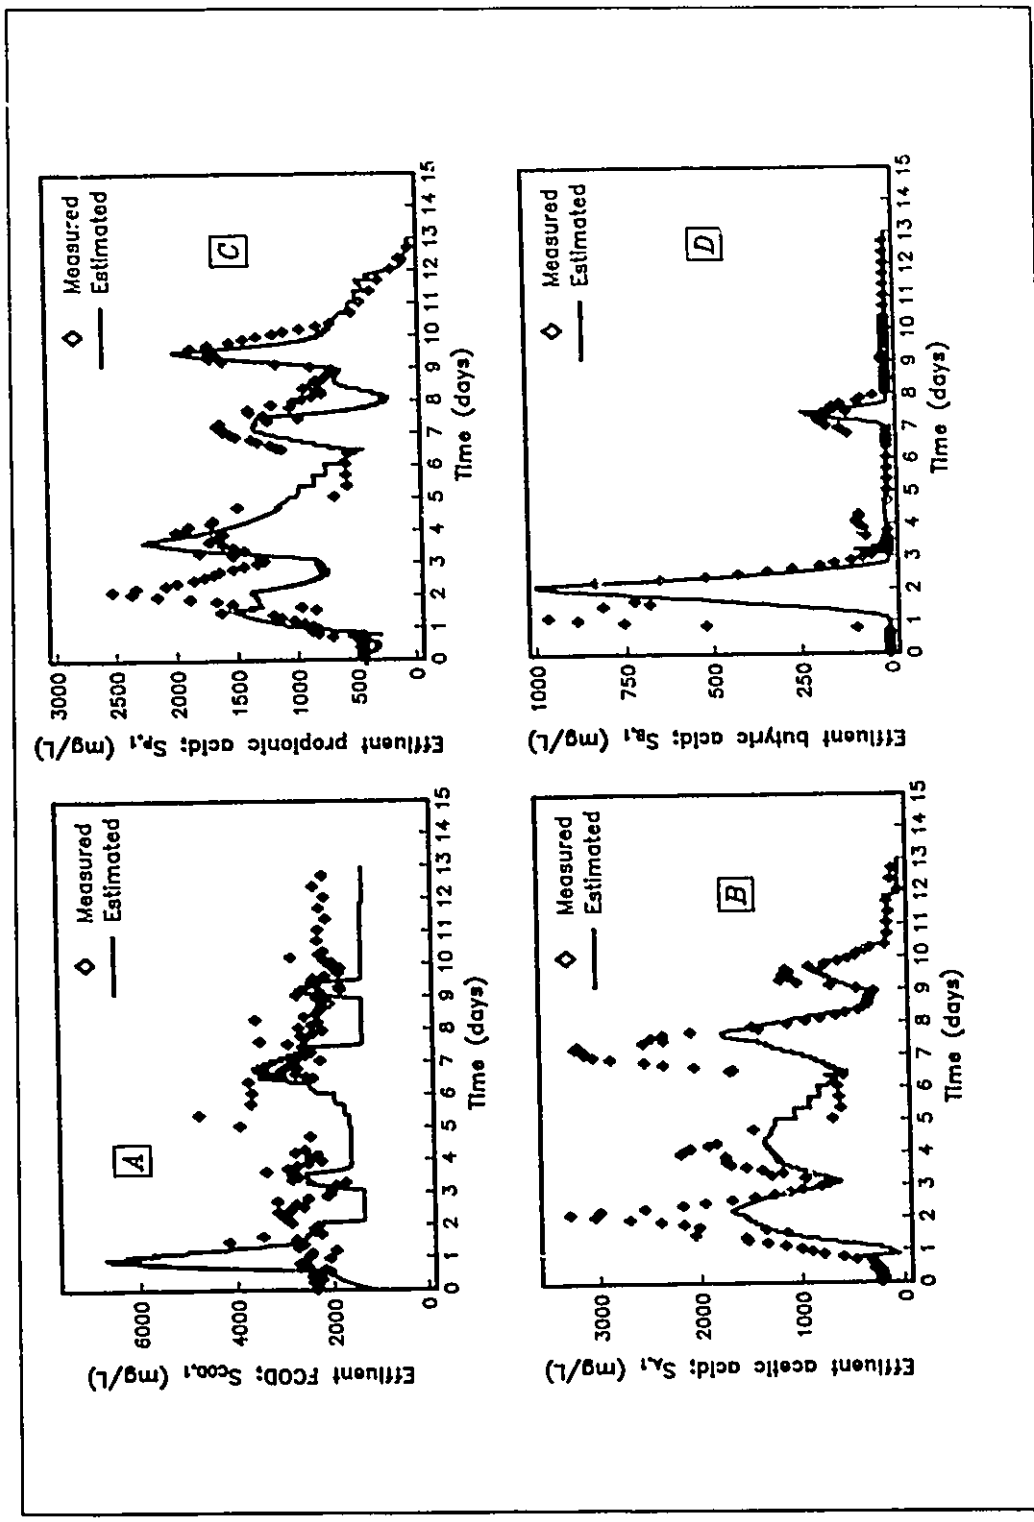 Effluent FCOD; S_COD,1 (mg/L)
6000
4000
2000
0
◇ Measured
— Estimated
A
0 1 2 3 4 5 6 7 8 9 10 11 12 13 14 15
Time (days)
Effluent propionic acid; S_P,1 (mg/L)
3000
2500
2000
1500
1000
500
0
◇ Measured
— Estimated
C
0 1 2 3 4 5 6 7 8 9 10 11 12 13 14 15
Time (days)
Effluent acetic acid; S_A,1 (mg/L)
3000
2000
1000
0
◇ Measured
— Estimated
B
0 1 2 3 4 5 6 7 8 9 10 11 12 13 14 15
Time (days)
Effluent butyric acid; S_B,1 (mg/L)
1000
750
500
250
0
◇ Measured
— Estimated
D
0 1 2 3 4 5 6 7 8 9 10 11 12 13 14 15
Time (days)